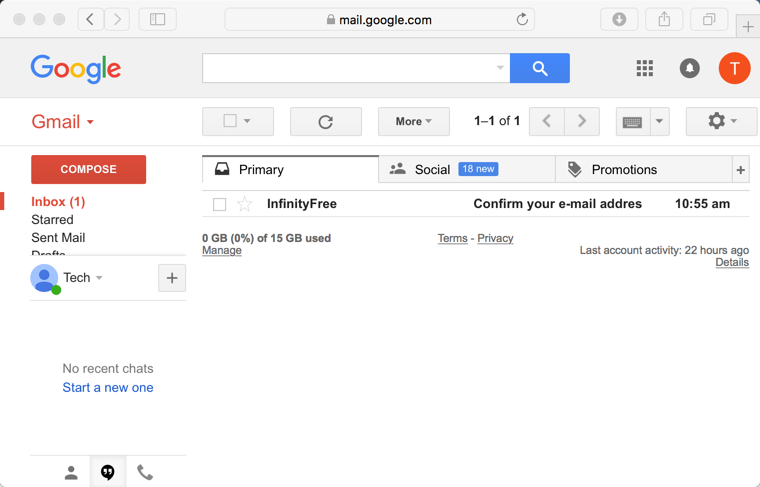 mail.google.com
Google
T
Gmail
More
1–1 of 1
COMPOSE
Primary
Social
18 new
Promotions
Inbox (1)
Starred
Sent Mail
Drafts
InfinityFree
Confirm your e-mail addres
10:55 am
0 GB (0%) of 15 GB used
Manage
Terms - Privacy
Last account activity: 22 hours ago
Details
Tech
No recent chats
Start a new one